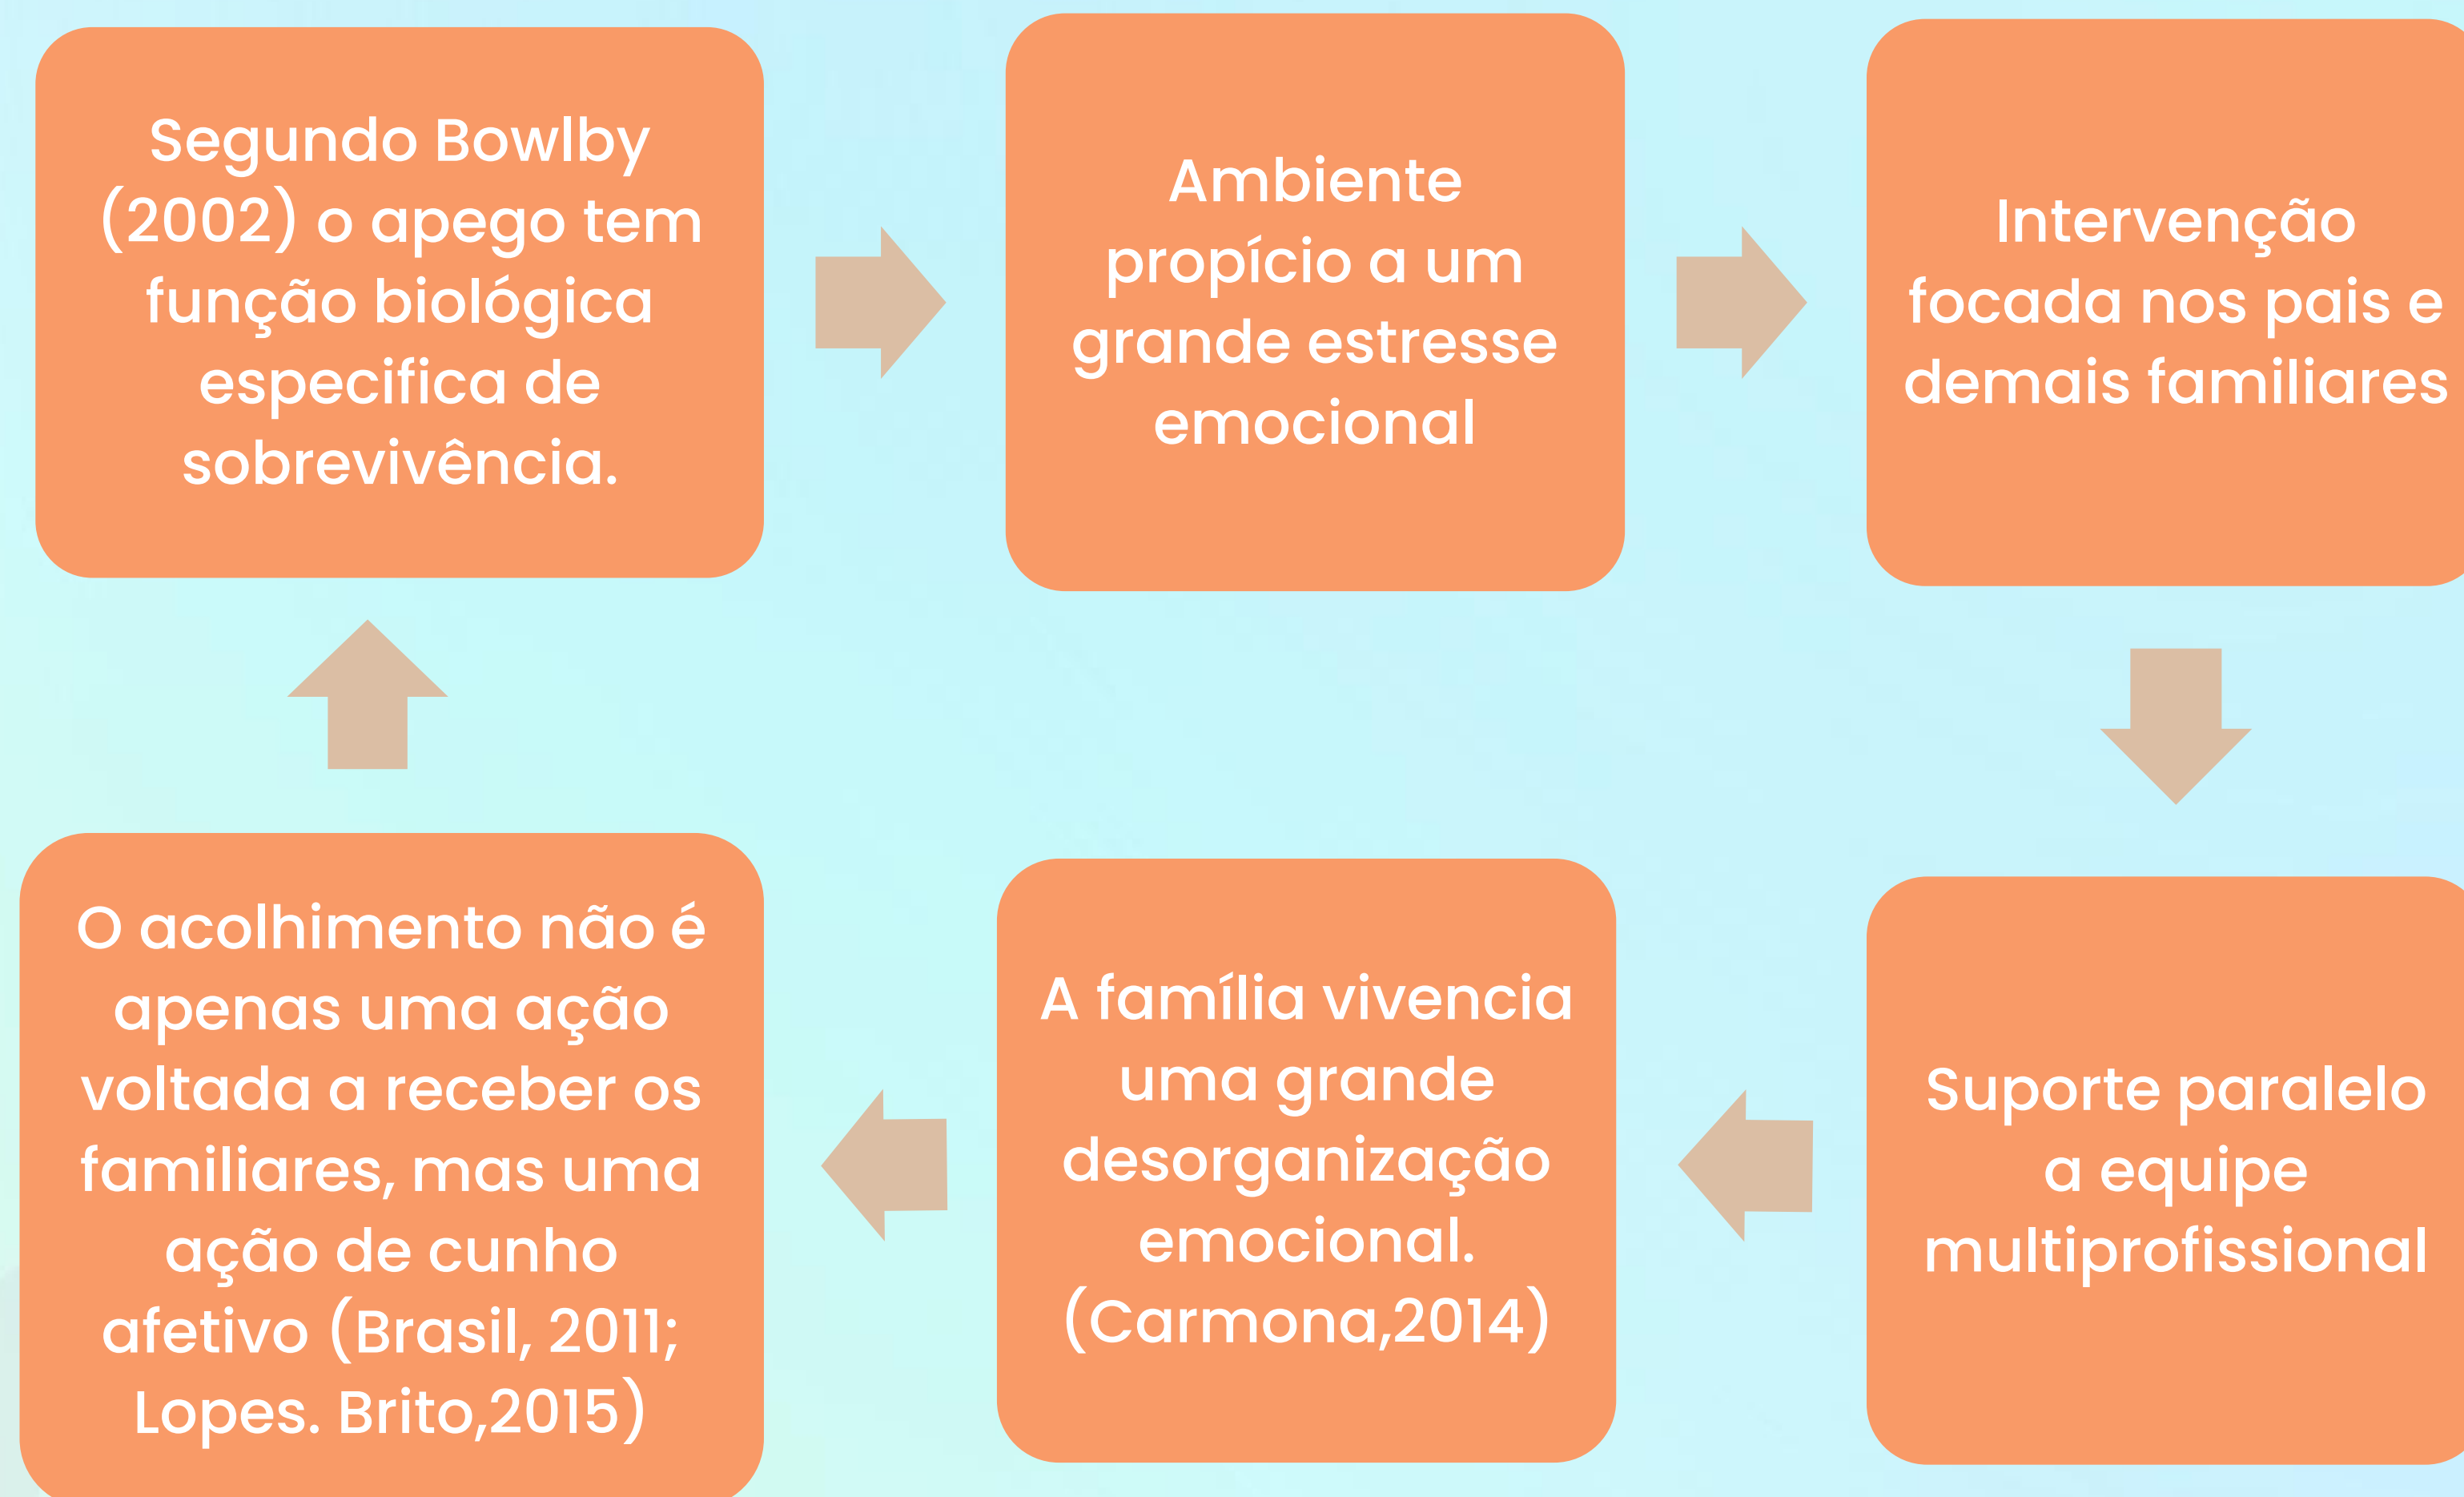 Segundo Bowlby
(2002) o apego tem
função biológica
especifica de
sobrevivência.
Ambiente
propício a um
grande estresse
emocional
Intervenção
focada nos pais e
demais familiares
Suporte paralelo
a equipe
multiprofissional
A família vivencia
uma grande
desorganização
emocional.
(Carmona,2014)
O acolhimento não é
apenas uma ação
voltada a receber os
familiares, mas uma
ação de cunho
afetivo (Brasil, 2011;
Lopes. Brito,2015)